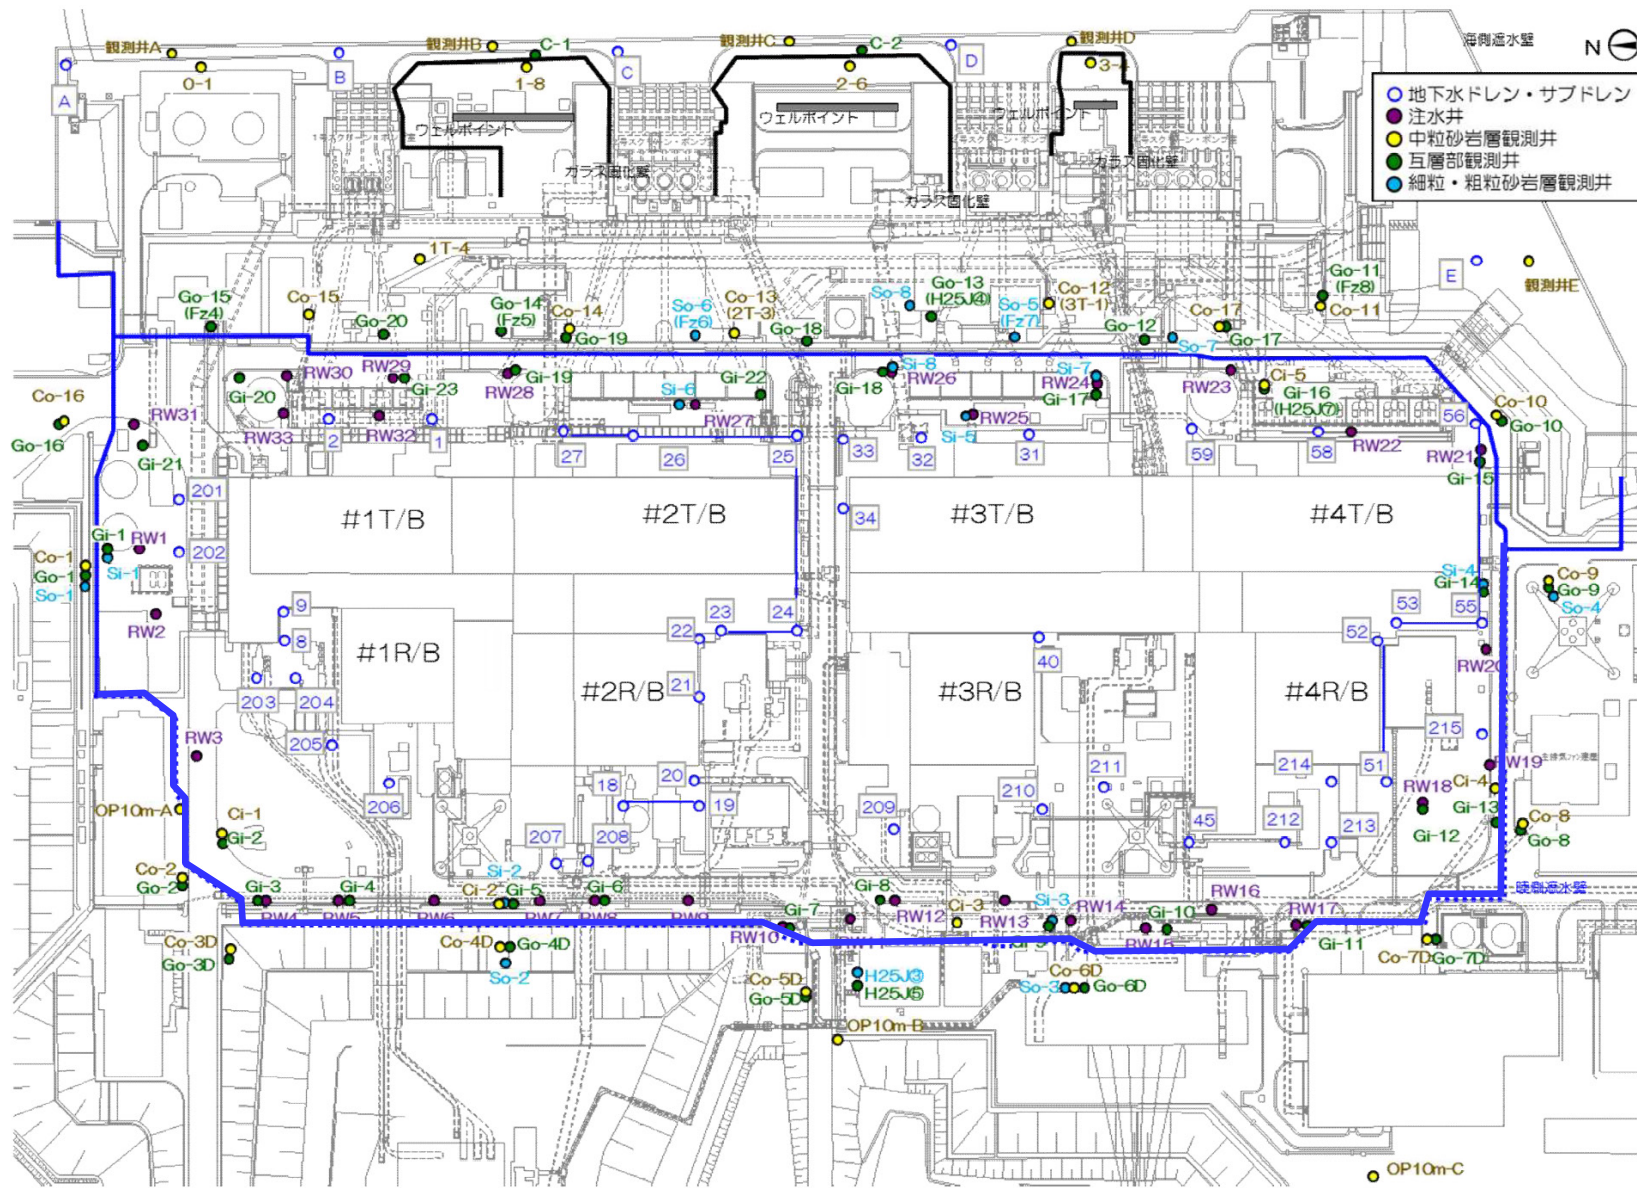 観測井A
観測井B
C-1
観測井C
C-2
観測井D
海側遮水壁
N
A
0-1
B
1-8
C
2-6
D
3-4
地下水ドレン・サブドレン
注水井
中粒砂岩層観測井
互層部観測井
細粒・粗粒砂岩層観測井
ウェルポイント
ウェルポイント
ウェルポイント
ガラス固化壁
ガラス固化壁
ガラス固化壁
1T-4
E
観測井E
Go-15
(Fz4)
Co-15
Go-20
Go-14
(Fz5)
Co-14
Go-19
So-6
(Fz6)
Co-13
(2T-3)
Go-18
So-8
Go-13
(H25J④)
So-5
(Fz7)
Co-12
(3T-1)
Go-12
So-7
Co-17
Go-17
Go-11
(Fz8)
Co-11
Co-16
Go-16
RW31
Gi-21
Gi-20
RW30
RW33
RW29
Gi-23
RW32
2
1
RW28
Gi-19
Si-6
RW27
Gi-22
Gi-18
Si-8
RW26
Si-5
RW25
Si-7
RW24
Gi-17
RW23
Ci-5
Gi-16
(H25J⑦)
RW22
56
RW21
Gi-15
Co-10
Go-10
27
26
25
33
32
31
59
58
201
202
34
#1T/B
#2T/B
#3T/B
#4T/B
Co-1
Go-1
So-1
Gi-1
Si-1
RW1
RW2
9
8
#1R/B
#2R/B
#3R/B
#4R/B
22
23
24
21
40
52
53
55
Si-4
Gi-14
RW20
Co-9
Go-9
So-4
203
204
205
206
RW3
OP10m-A
Ci-1
Gi-2
Co-2
Go-2
18
20
19
207
208
209
210
211
45
214
212
213
51
215
RW19
RW18
Ci-4
Gi-13
Gi-12
Co-8
Go-8
主排気ファン建屋
陸側遮水壁
Gi-3
RW4
Gi-4
RW5
RW6
Si-2
Ci-2
Gi-5
RW7
Gi-6
RW8
RW9
RW10
Gi-7
Gi-8
RW12
Ci-3
RW13
Si-3
RW14
RW15
Gi-10
RW16
RW17
Gi-11
Co-3D
Go-3D
Co-4D
Go-4D
So-2
Co-5D
Go-5D
H25J③
H25J⑤
OP10m-B
Co-6D
So-3
Go-6D
Co-7D
Go-7D
OP10m-C